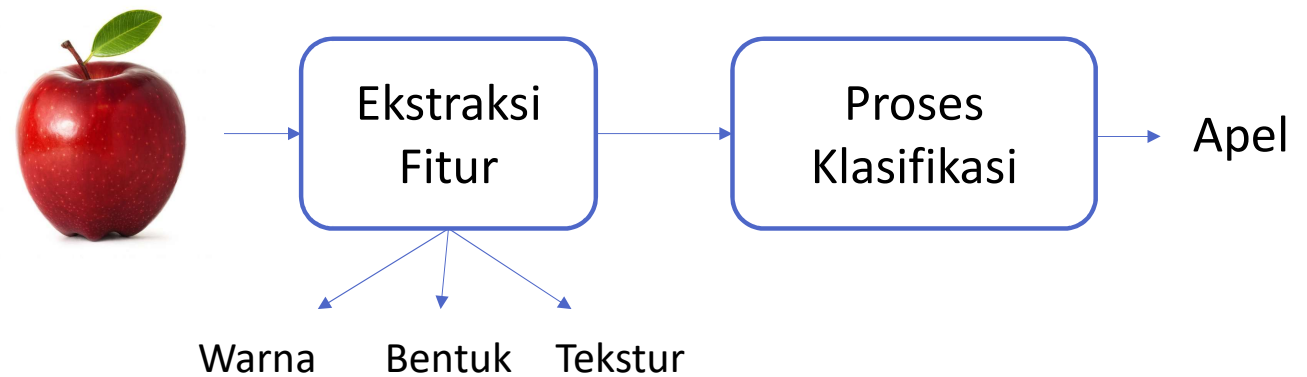 Ekstraksi
Fitur
Proses
Klasifikasi
Apel
Warna
Bentuk
Tekstur